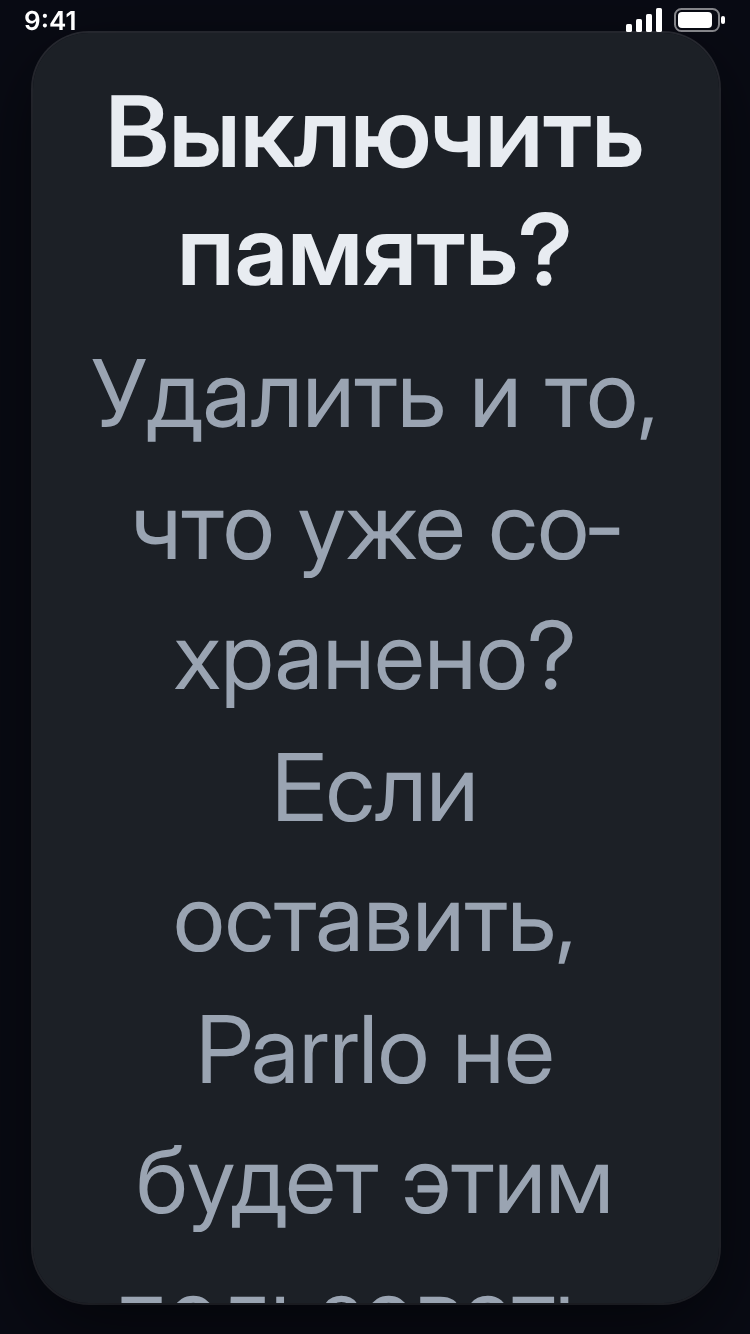 9:41
Выключить
память?
Удалить и то,
что уже со-
хранено?
Если
оставить,
Parrlo не
будет этим